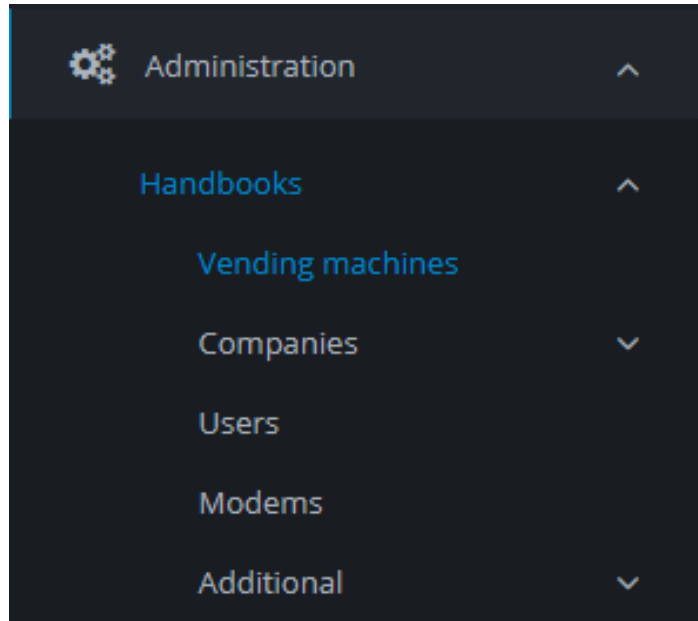 Administration
Handbooks
Vending machines
Companies
Users
Modems
Additional